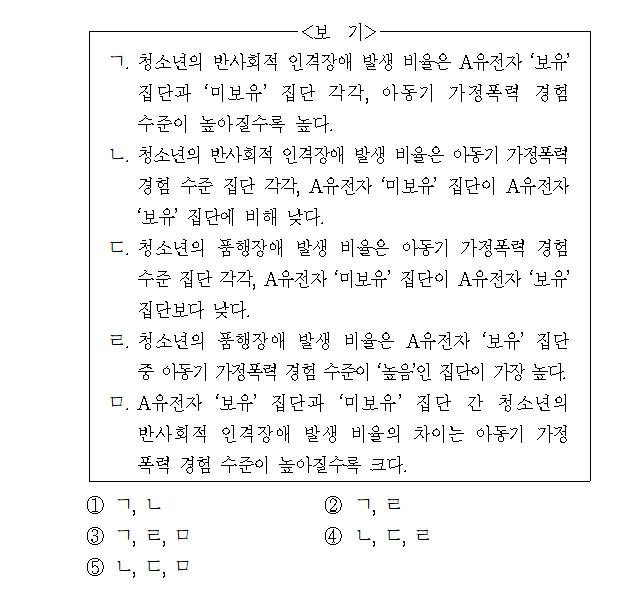 <보 기>
ㄱ. 청소년의 반사회적 인격장애 발생 비율은 A유전자 ‘보유’
집단과 ‘미보유’ 집단 각각, 아동기 가정폭력 경험
수준이 높아질수록 높다.
ㄴ. 청소년의 반사회적 인격장애 발생 비율은 아동기 가정폭력
경험 수준 집단 각각, A유전자 ‘미보유’ 집단이 A유전자
‘보유’ 집단에 비해 낮다.
ㄷ. 청소년의 품행장애 발생 비율은 아동기 가정폭력 경험
수준 집단 각각, A유전자 ‘미보유’ 집단이 A유전자 ‘보유’
집단보다 낮다.
ㄹ. 청소년의 품행장애 발생 비율은 A유전자 ‘보유’ 집단
중 아동기 가정폭력 경험 수준이 ‘높음’인 집단이 가장 높다.
ㅁ. A유전자 ‘보유’ 집단과 ‘미보유’ 집단 간 청소년의
반사회적 인격장애 발생 비율의 차이는 아동기 가정
폭력 경험 수준이 높아질수록 크다.
① ㄱ, ㄴ ② ㄱ, ㄹ
③ ㄱ, ㄹ, ㅁ ④ ㄴ, ㄷ, ㄹ
⑤ ㄴ, ㄷ, ㅁ